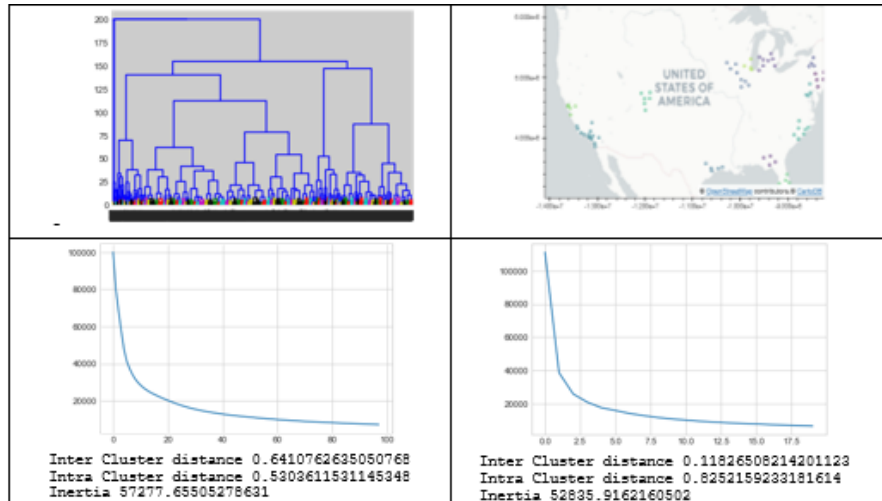 200
175
150
125
100
75
50
25
0
-
UNITED
STATES OF
AMERICA
© OpenStreetMap contributors © CartoDB
100000
80000
60000
40000
20000
0 20 40 60 80 100
Inter Cluster distance 0.6410762635050768
Intra Cluster distance 0.5303611531145348
Inertia 57277.65505278631
100000
80000
60000
40000
20000
0.0 2.5 5.0 7.5 10.0 12.5 15.0 17.5
Inter Cluster distance 0.11826508214201123
Intra Cluster distance 0.8252159233181614
Inertia 52835.9162160502